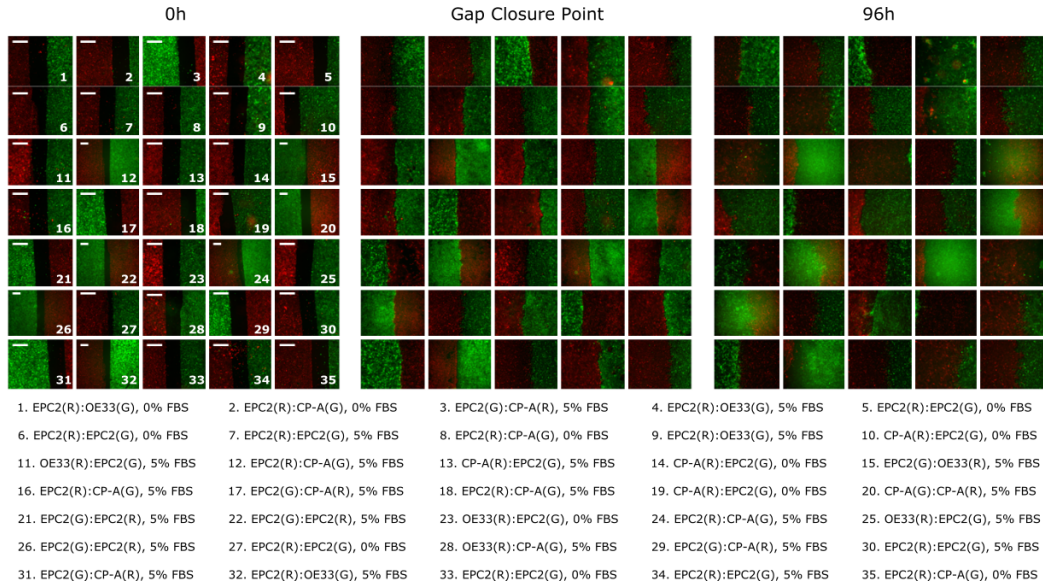 0h Gap Closure Point 96h
1 2 3 4 5
6 7 8 9 10
11 12 13 14 15
16 17 18 19 20
21 22 23 24 25
26 27 28 29 30
31 32 33 34 35
1. EPC2(R):OE33(G), 0% FBS 2. EPC2(R):CP-A(G), 0% FBS 3. EPC2(G):CP-A(R), 5% FBS 4. EPC2(R):OE33(G), 5% FBS 5. EPC2(R):EPC2(G), 0% FBS
6. EPC2(R):EPC2(G), 0% FBS 7. EPC2(R):EPC2(G), 5% FBS 8. EPC2(R):CP-A(G), 0% FBS 9. EPC2(R):OE33(G), 5% FBS 10. CP-A(R):EPC2(G), 0% FBS
11. OE33(R):EPC2(G), 5% FBS 12. EPC2(R):CP-A(G), 5% FBS 13. CP-A(R):EPC2(G), 5% FBS 14. CP-A(R):EPC2(G), 0% FBS 15. EPC2(G):OE33(R), 5% FBS
16. EPC2(R):CP-A(G), 5% FBS 17. EPC2(G):CP-A(R), 5% FBS 18. EPC2(R):CP-A(G), 5% FBS 19. CP-A(R):EPC2(G), 0% FBS 20. CP-A(G):CP-A(R), 5% FBS
21. EPC2(G):EPC2(R), 5% FBS 22. EPC2(G):EPC2(R), 5% FBS 23. OE33(R):EPC2(G), 0% FBS 24. EPC2(R):CP-A(G), 5% FBS 25. OE33(R):EPC2(G), 5% FBS
26. EPC2(G):EPC2(R), 5% FBS 27. EPC2(R):EPC2(G), 0% FBS 28. OE33(R):CP-A(G), 5% FBS 29. EPC2(G):CP-A(R), 5% FBS 30. EPC2(R):EPC2(G), 5% FBS
31. EPC2(G):CP-A(R), 5% FBS 32. EPC2(R):OE33(G), 5% FBS 33. EPC2(R):EPC2(G), 0% FBS 34. EPC2(R):EPC2(G), 5% FBS 35. EPC2(R):CP-A(G), 0% FBS